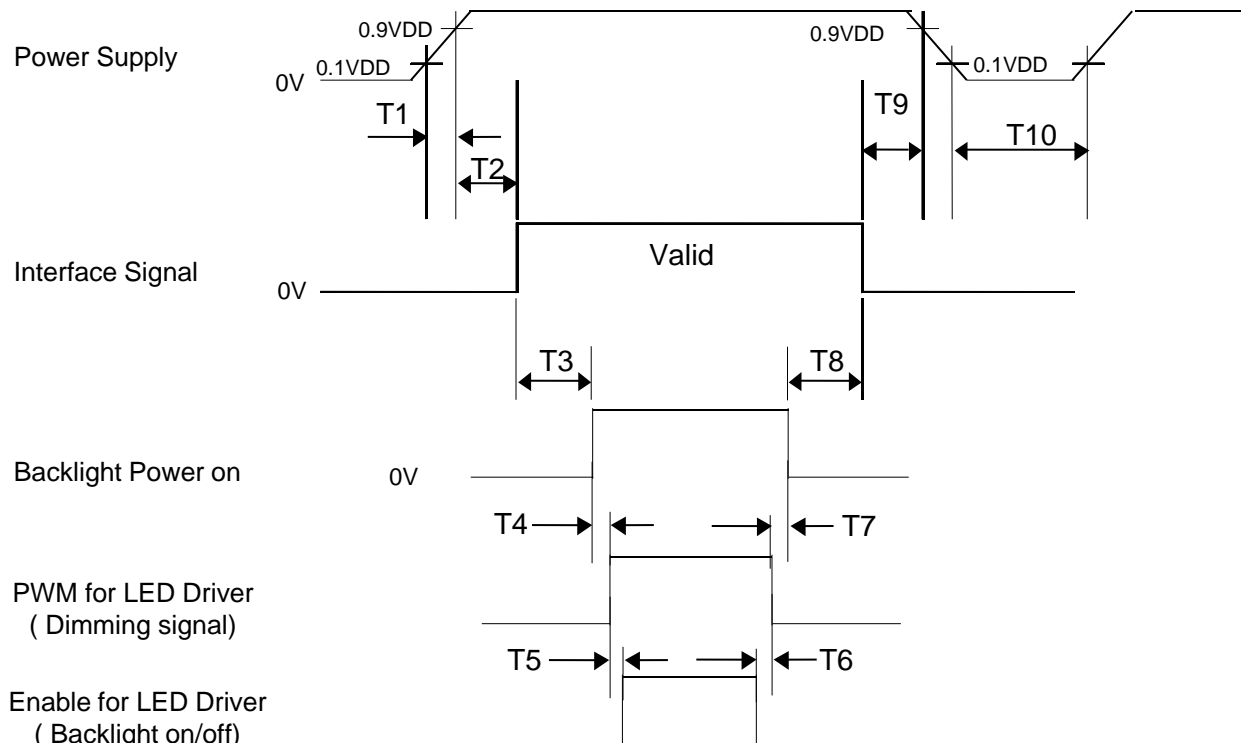 0.9VDD
0.9VDD
Power Supply
0.1VDD
0.1VDD
0V
T1
T9
T10
T2
Valid
Interface Signal
0V
T3
T8
Backlight Power on
0V
T4
T7
PWM for LED Driver
( Dimming signal)
T5
T6
Enable for LED Driver
( Backlight on/off)